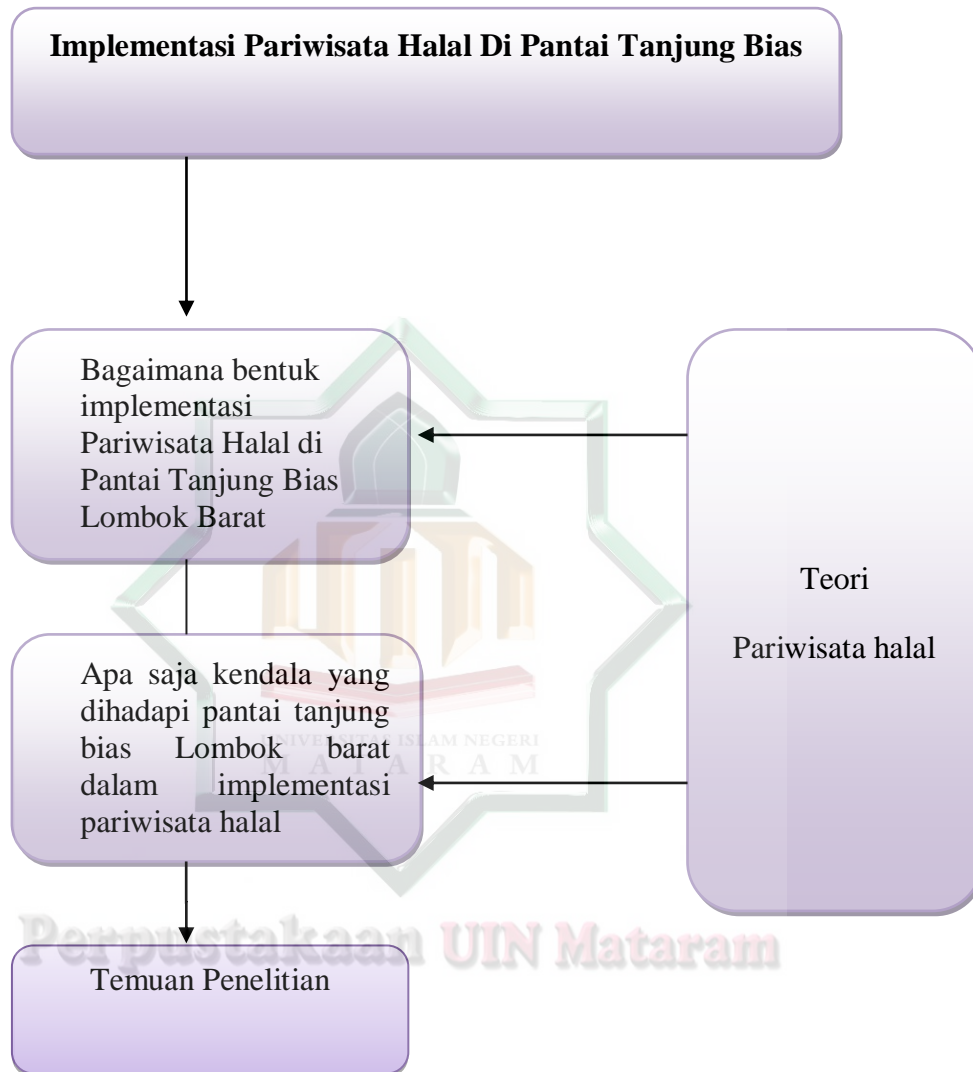 Implementasi Pariwisata Halal Di Pantai Tanjung Bias
Bagaimana bentuk
implementasi
Pariwisata Halal di
Pantai Tanjung Bias
Lombok Barat
Teori
Pariwisata halal
Apa saja kendala yang
dihadapi pantai tanjung
bias Lombok barat
dalam implementasi
pariwisata halal
UNIVERSITAS ISLAM NEGERI
MATARAM
Perpustakaan UIN Mataram
Temuan Penelitian